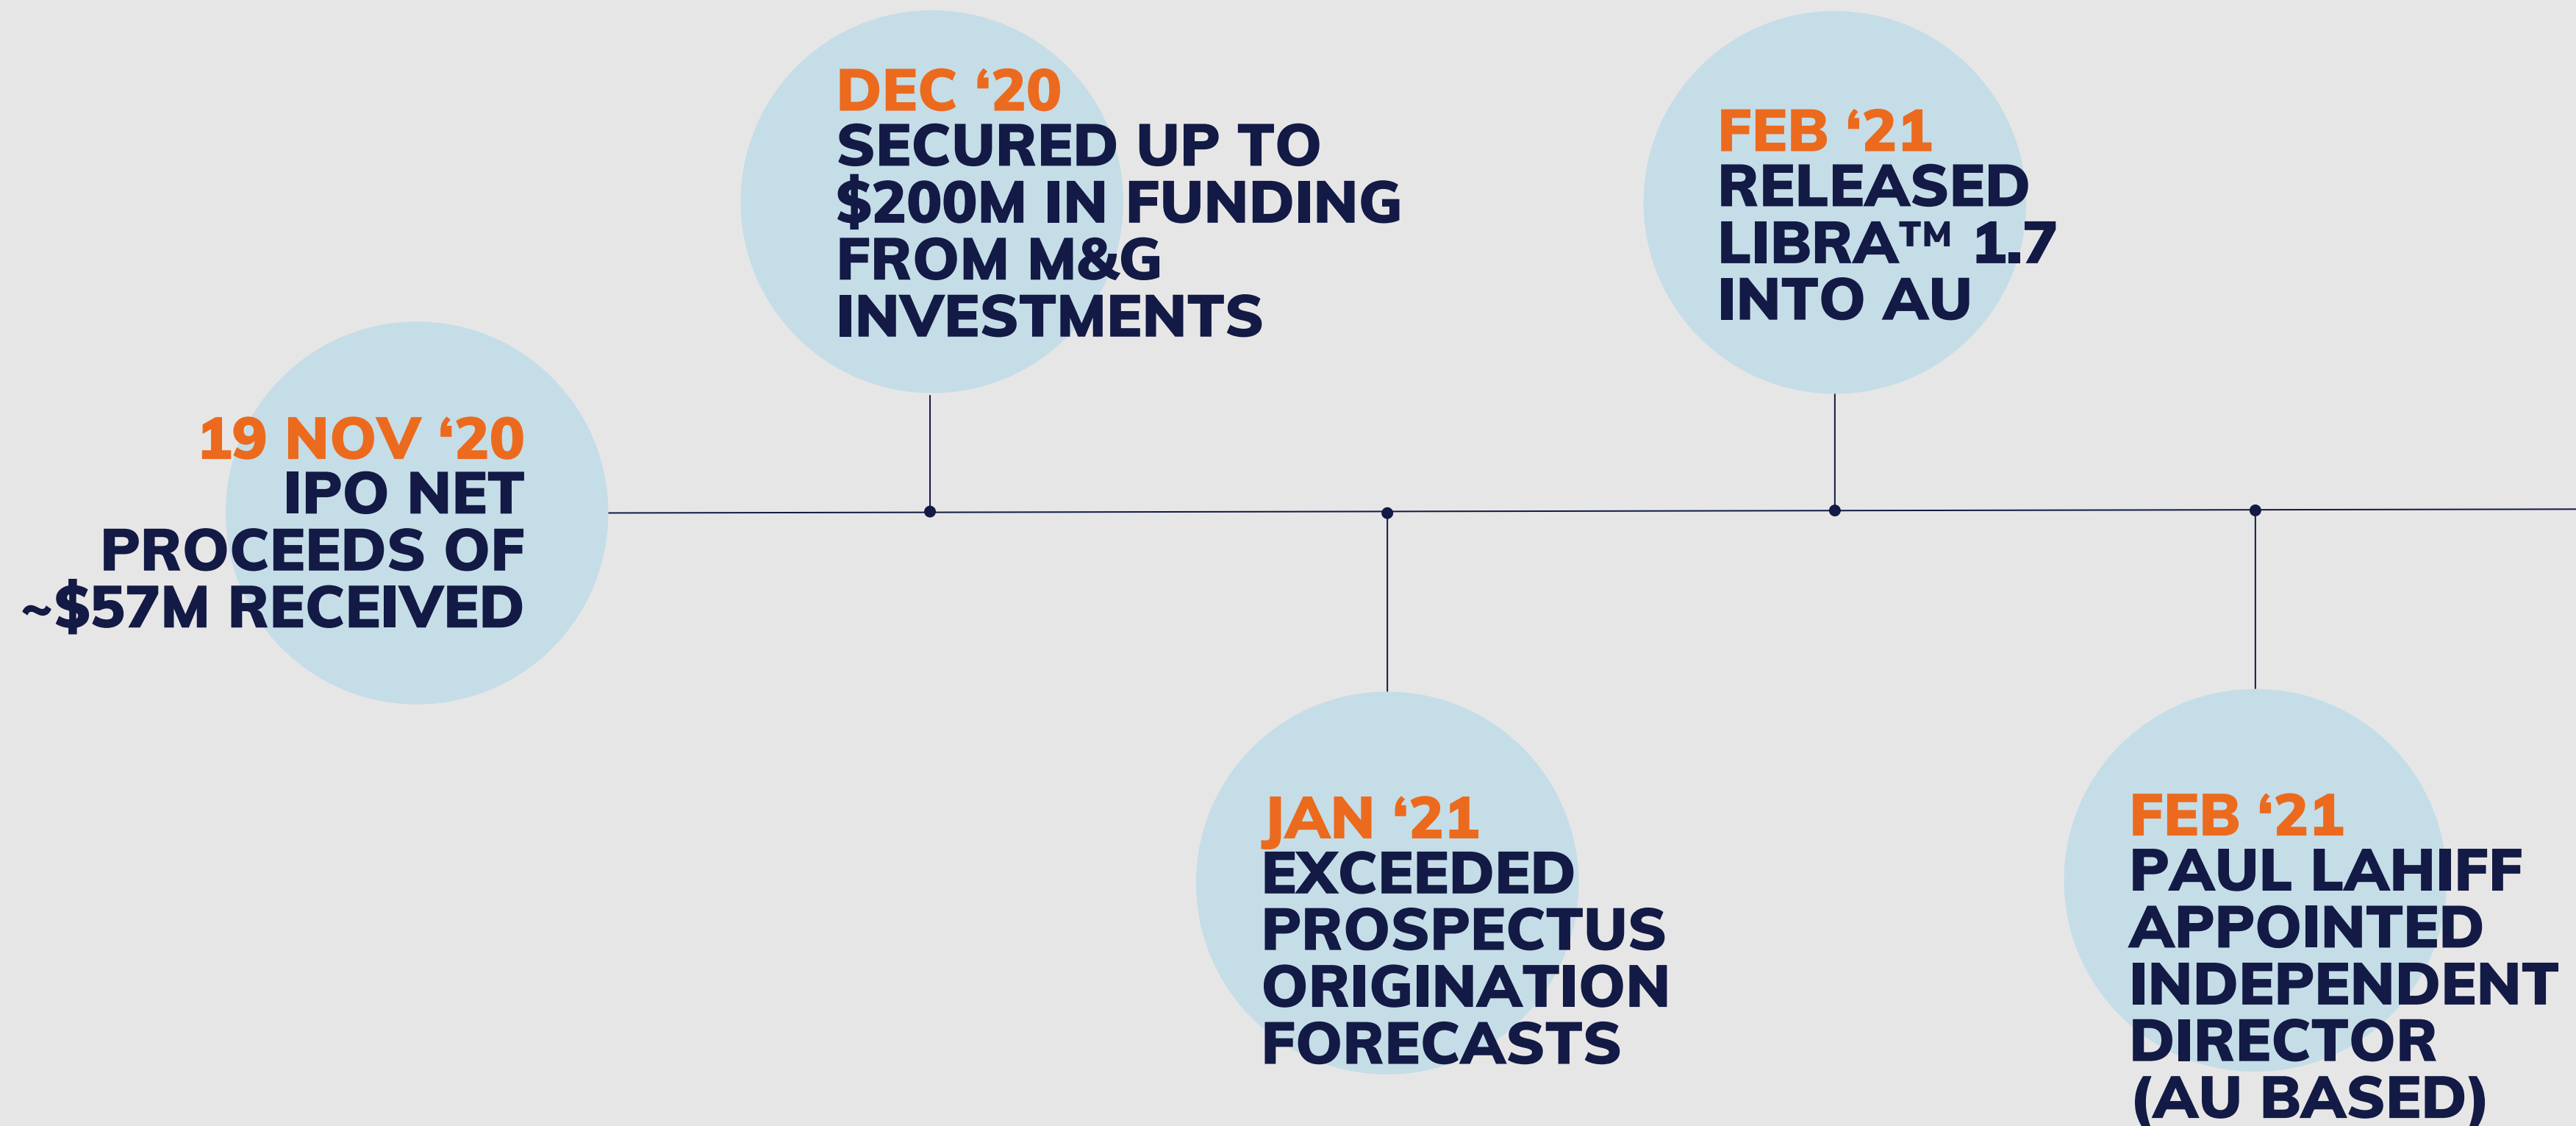 19 NOV ‘20
IPO NET
PROCEEDS OF
~$57M RECEIVED
DEC ‘20
SECURED UP TO
$200M IN FUNDING
FROM M&G
INVESTMENTS
JAN ‘21
EXCEEDED
PROSPECTUS
ORIGINATION
FORECASTS
FEB ‘21
RELEASED
LIBRA™ 1.7
INTO AU
FEB ‘21
PAUL LAHIFF
APPOINTED
INDEPENDENT
DIRECTOR
(AU BASED)